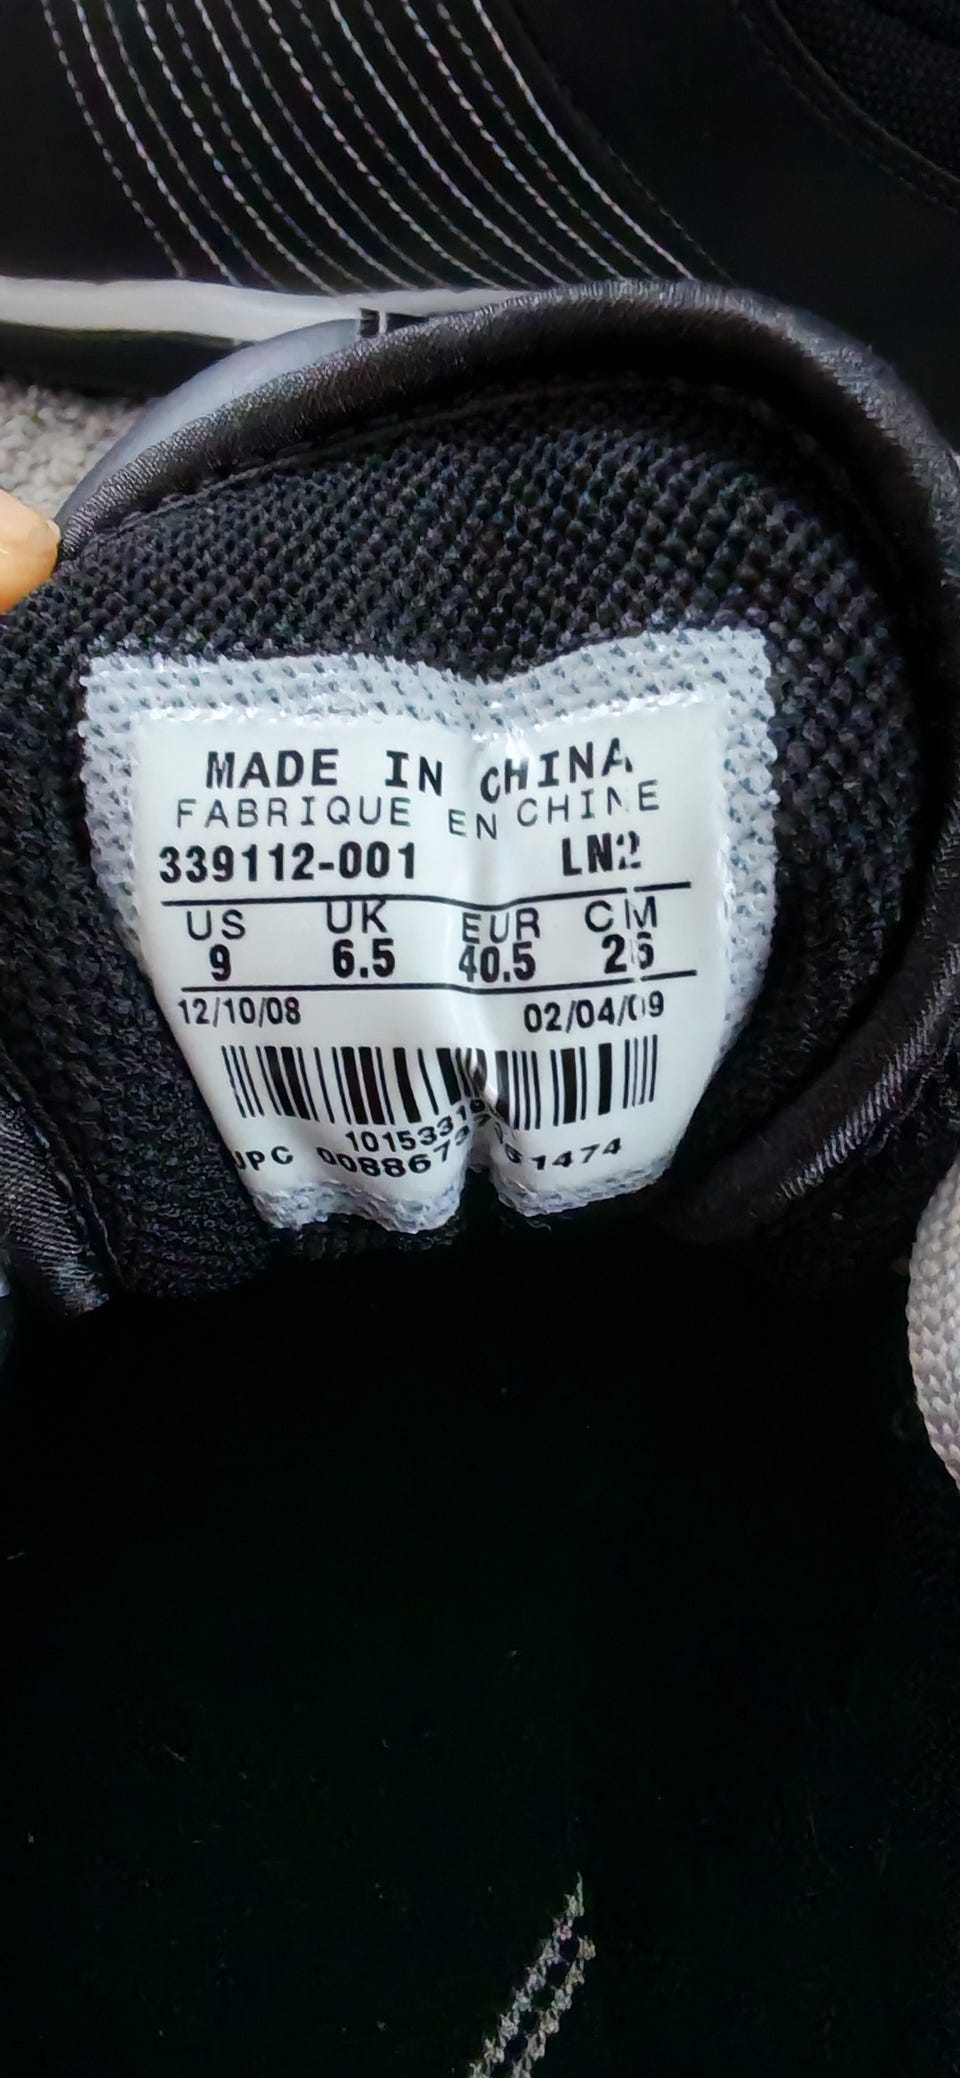 MADE IN CHINA
FABRIQUE EN CHINE
339112-001 LN2
US UK EUR CM
9 6.5 40.5 26
12/10/08 02/04/09